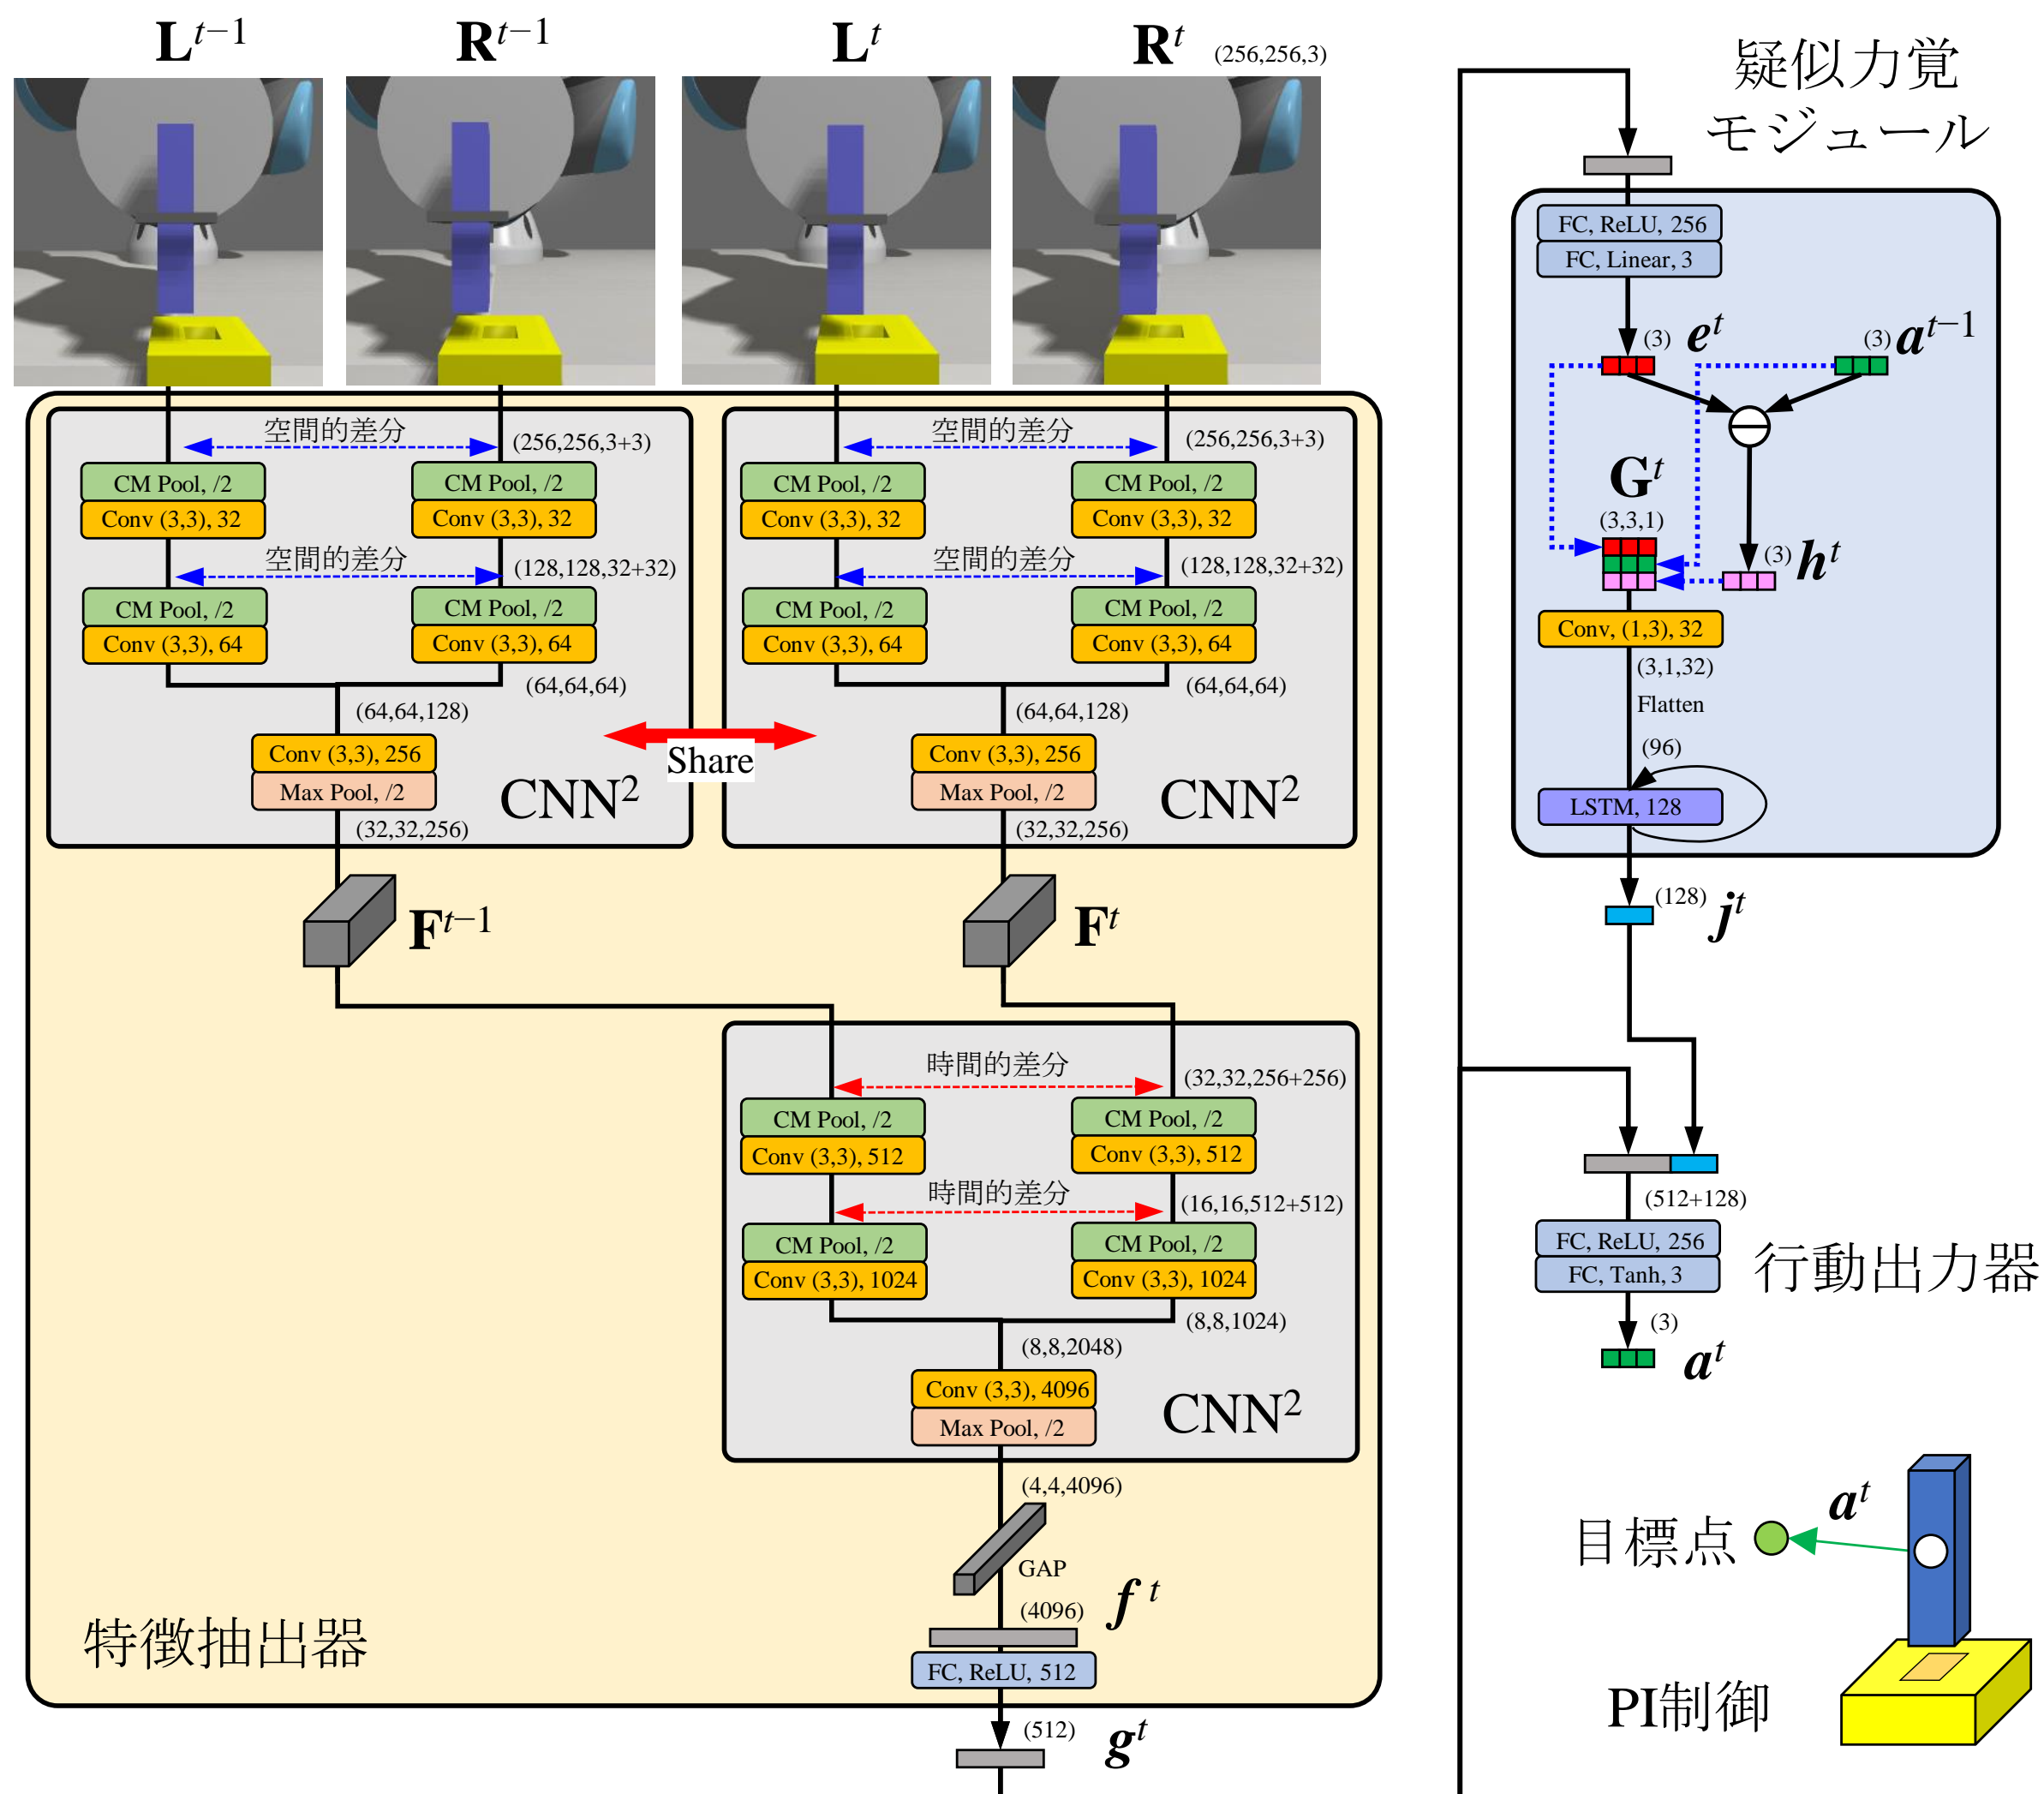 L^{t−1}
R^{t−1}
L^t
R^t (256,256,3)
空間的差分
(256,256,3+3)
CM Pool, /2
CM Pool, /2
Conv (3,3), 32
Conv (3,3), 32
空間的差分
(128,128,32+32)
CM Pool, /2
CM Pool, /2
Conv (3,3), 64
Conv (3,3), 64
(64,64,64)
(64,64,128)
Conv (3,3), 256
Max Pool, /2
CNN²
(32,32,256)
Share
空間的差分
(256,256,3+3)
CM Pool, /2
CM Pool, /2
Conv (3,3), 32
Conv (3,3), 32
空間的差分
(128,128,32+32)
CM Pool, /2
CM Pool, /2
Conv (3,3), 64
Conv (3,3), 64
(64,64,64)
(64,64,128)
Conv (3,3), 256
Max Pool, /2
CNN²
(32,32,256)
F^{t−1}
F^t
時間的差分
(32,32,256+256)
CM Pool, /2
CM Pool, /2
Conv (3,3), 512
Conv (3,3), 512
時間的差分
(16,16,512+512)
CM Pool, /2
CM Pool, /2
Conv (3,3), 1024
Conv (3,3), 1024
(8,8,1024)
(8,8,2048)
Conv (3,3), 4096
Max Pool, /2
CNN²
(4,4,4096)
GAP
f^t
(4096)
FC, ReLU, 512
特徴抽出器
(512)
g^t
疑似力覚
モジュール
FC, ReLU, 256
FC, Linear, 3
(3) e^t
(3) a^{t−1}
G^t
(3,3,1)
(3) h^t
Conv, (1,3), 32
(3,1,32)
Flatten
(96)
LSTM, 128
(128) j^t
(512+128)
FC, ReLU, 256
FC, Tanh, 3
行動出力器
(3)
a^t
a^t
目標点
PI制御